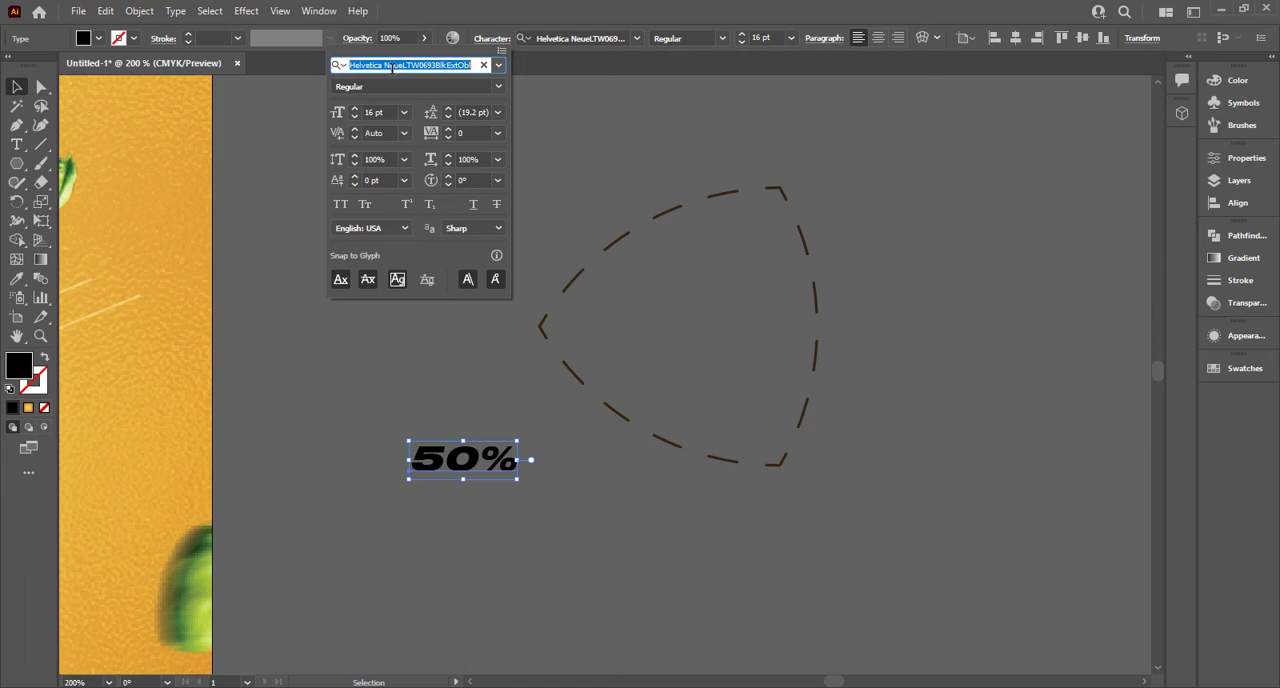 Ai File Edit Object Type Select Effect View Window Help
Type Stroke: Opacity: 100% Character: Helvetica NeueLTW069... Regular 16 pt Paragraph: Transform
Untitled-1* @ 200 % (CMYK/Preview)
Helvetica NeueLTW0693BlkExtObl
Regular
16 pt (19.2 pt)
Auto 0
100% 100%
0 pt 0°
English: USA Sharp
Snap to Glyph
50%
Color
Symbols
Brushes
Properties
Layers
Align
Pathfind...
Gradient
Stroke
Transpar...
Appeara...
Swatches
200% 0° 1 Selection